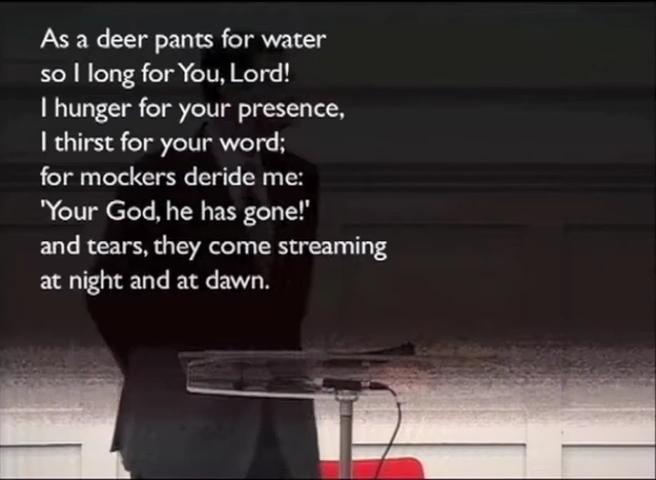 As a deer pants for water
so I long for You, Lord!
I hunger for your presence,
I thirst for your word;
for mockers deride me:
'Your God, he has gone!'
and tears, they come streaming
at night and at dawn.